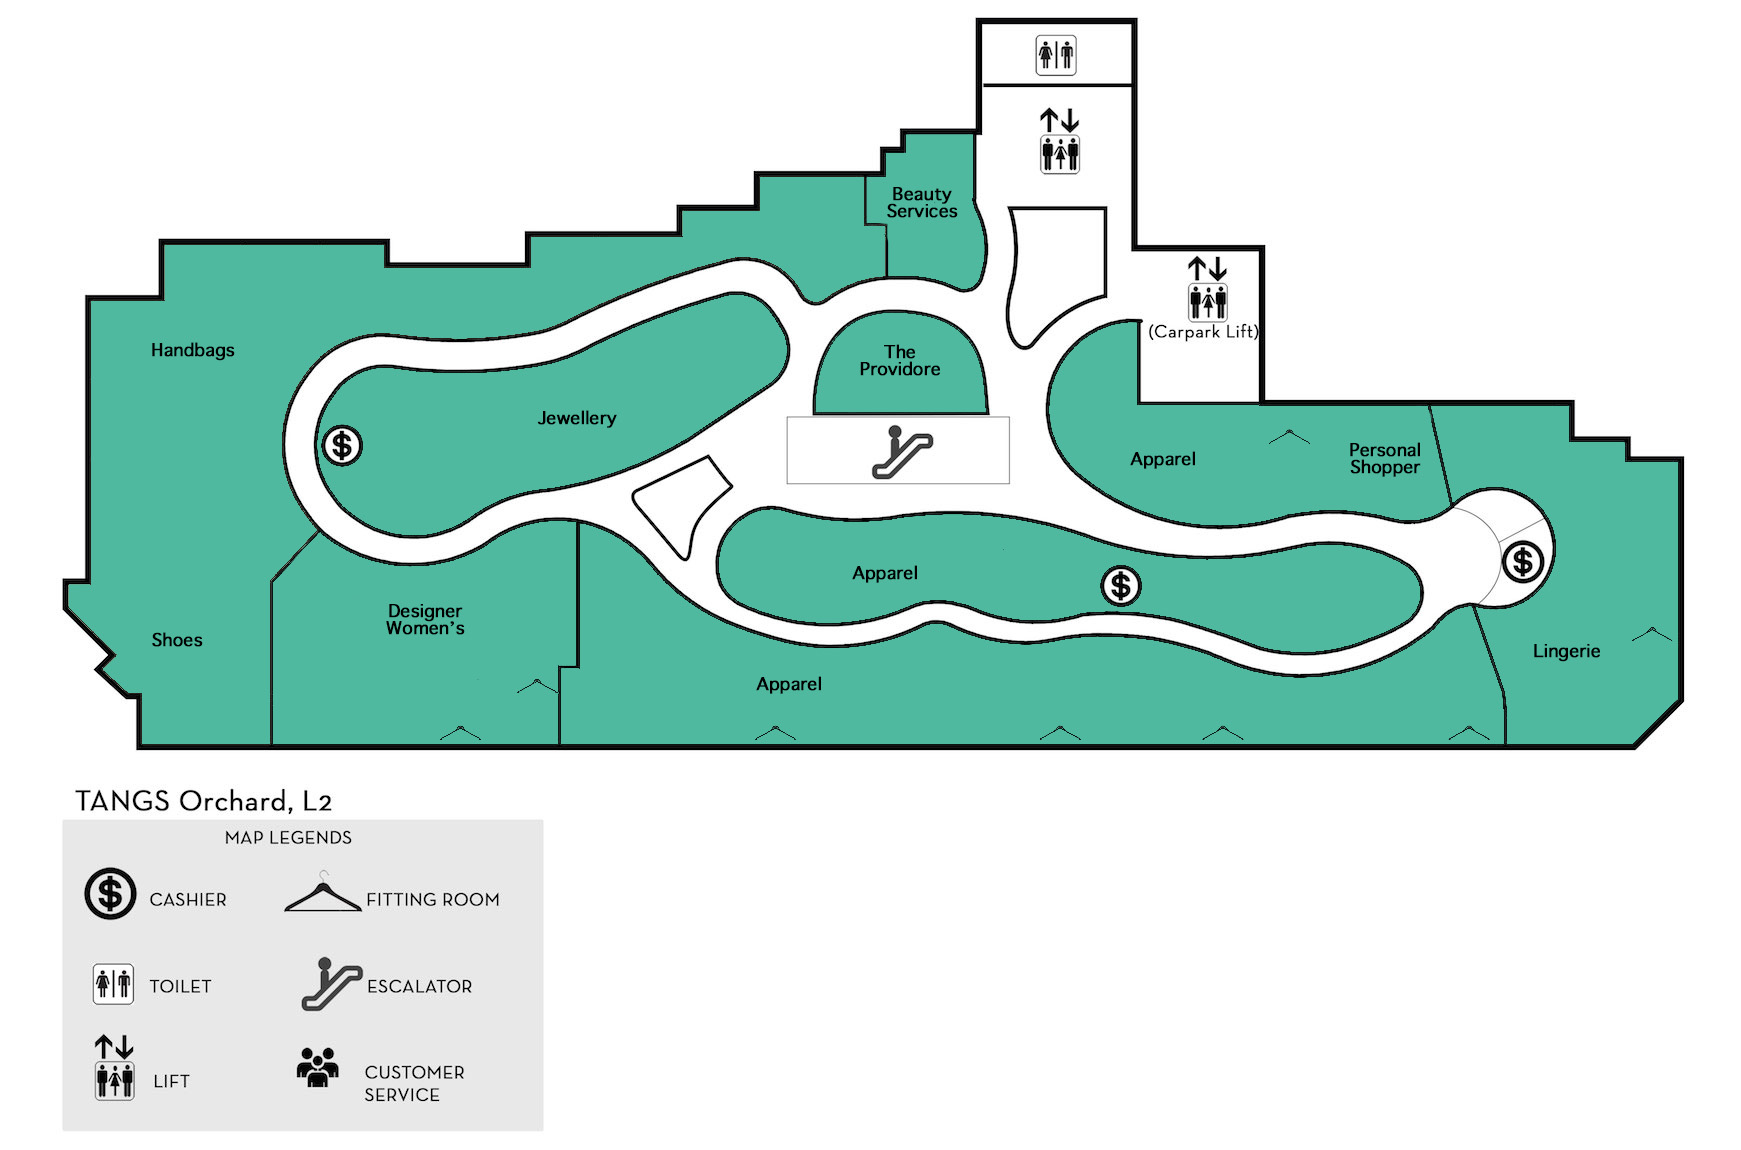 Beauty
Services
(Carpark Lift)
Handbags
The
Providore
Jewellery
Apparel
Personal
Shopper
Apparel
Designer
Women's
Shoes
Lingerie
Apparel
TANGS Orchard, L2
MAP LEGENDS
CASHIER
FITTING ROOM
TOILET
ESCALATOR
LIFT
CUSTOMER
SERVICE